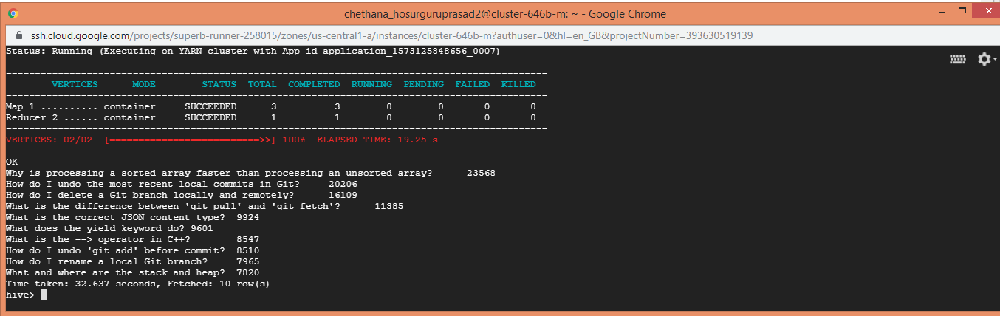 chethana_hosurguruprasad2@cluster-646b-m: ~ - Google Chrome
ssh.cloud.google.com/projects/superb-runner-258015/zones/us-central1-a/instances/cluster-646b-m?authuser=0&hl=en_GB&projectNumber=393630519139
Status: Running (Executing on YARN cluster with App id application_1573125848656_0007)
----------------------------------------------------------------------------------------------
VERTICES MODE STATUS TOTAL COMPLETED RUNNING PENDING FAILED KILLED
----------------------------------------------------------------------------------------------
Map 1 .......... container SUCCEEDED 3 3 0 0 0 0
Reducer 2 ...... container SUCCEEDED 1 1 0 0 0 0
----------------------------------------------------------------------------------------------
VERTICES: 02/02 [==========================>>] 100% ELAPSED TIME: 19.25 s
----------------------------------------------------------------------------------------------
OK
Why is processing a sorted array faster than processing an unsorted array? 23568
How do I undo the most recent local commits in Git? 20206
How do I delete a Git branch locally and remotely? 16109
What is the difference between 'git pull' and 'git fetch'? 11385
What is the correct JSON content type? 9924
What does the yield keyword do? 9601
What is the --> operator in C++? 8547
How do I undo 'git add' before commit? 8510
How do I rename a local Git branch? 7965
What and where are the stack and heap? 7820
Time taken: 32.637 seconds, Fetched: 10 row(s)
hive>